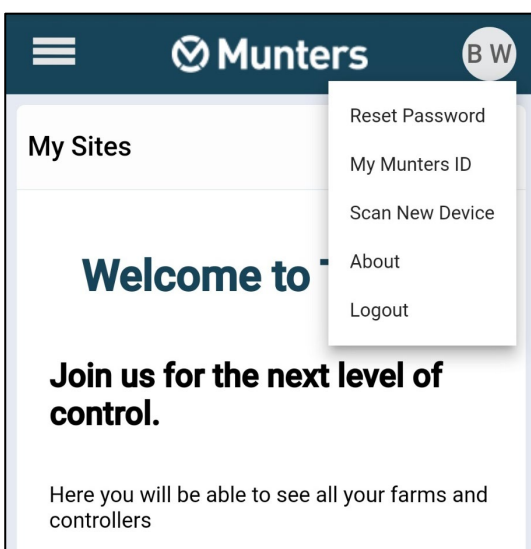 Munters
B W
Reset Password
My Sites
My Munters ID
Scan New Device
Welcome to
About
Logout
Join us for the next level of
control.
Here you will be able to see all your farms and
controllers